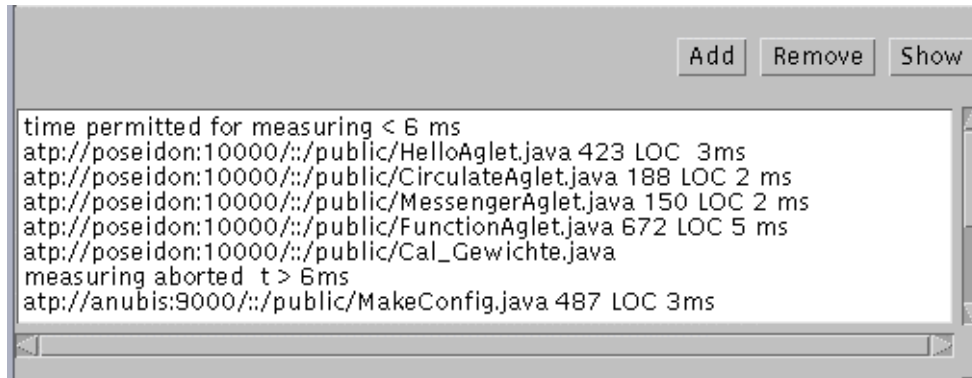 Add Remove Show
time permitted for measuring < 6 ms
atp://poseidon:10000/::/public/HelloAglet.java 423 LOC  3ms
atp://poseidon:10000/::/public/CirculateAglet.java 188 LOC 2 ms
atp://poseidon:10000/::/public/MessengerAglet.java 150 LOC 2 ms
atp://poseidon:10000/::/public/FunctionAglet.java 672 LOC 5 ms
atp://poseidon:10000/::/public/Cal_Gewichte.java
measuring aborted  t > 6ms
atp://anubis:9000/::/public/MakeConfig.java 487 LOC 3ms